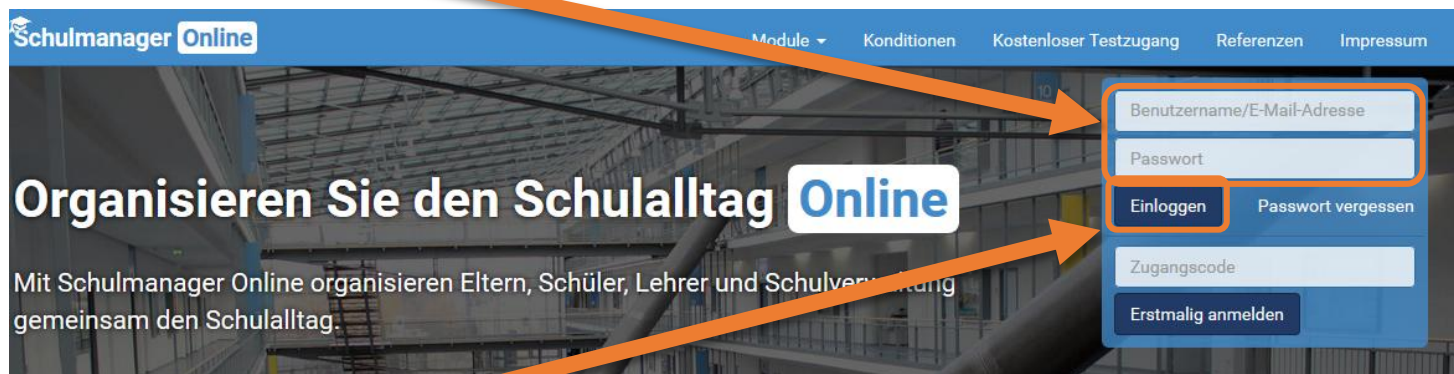 Schulmanager Online
Module Konditionen Kostenloser Testzugang Referenzen Impressum
10
Benutzername/E-Mail-Adresse
Passwort
Organisieren Sie den Schulalltag Online
Einloggen Passwort vergessen
Mit Schulmanager Online organisieren Eltern, Schüler, Lehrer und
gemeinsam den Schulalltag.
Zugangscode
Erstmalig anmelden